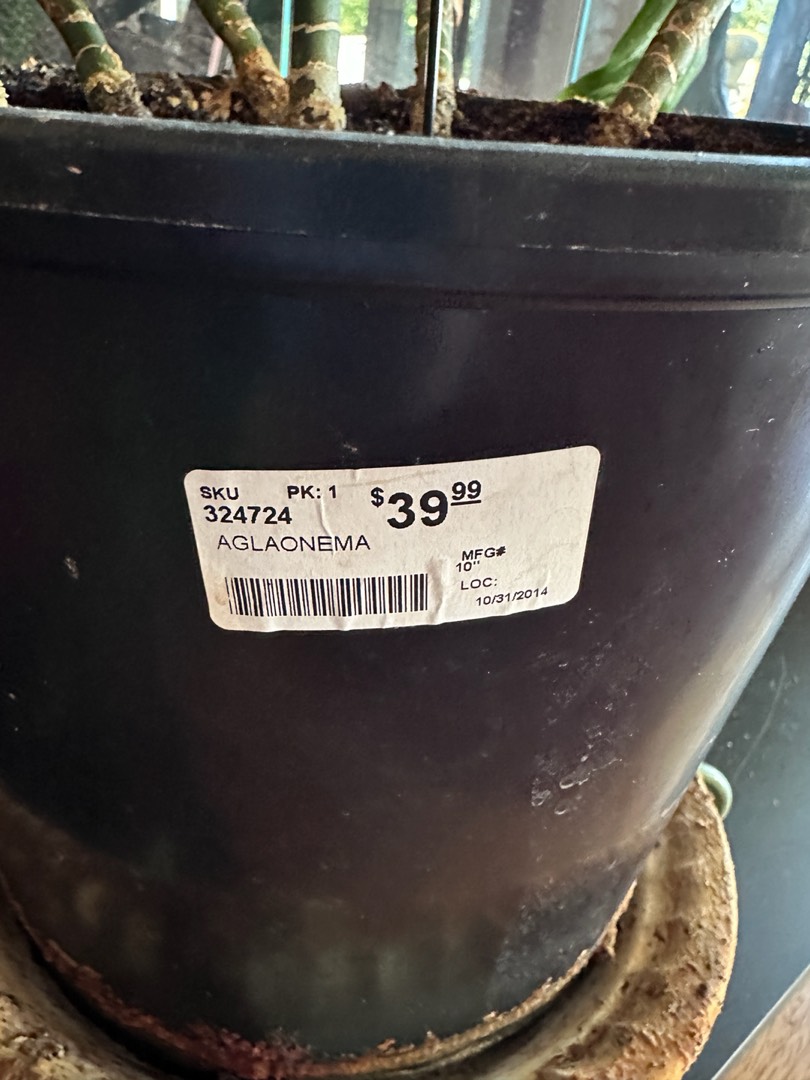 SKU PK: 1 $39.99
324724
AGLAONEMA
MFG#
10"
LOC:
10/31/2014